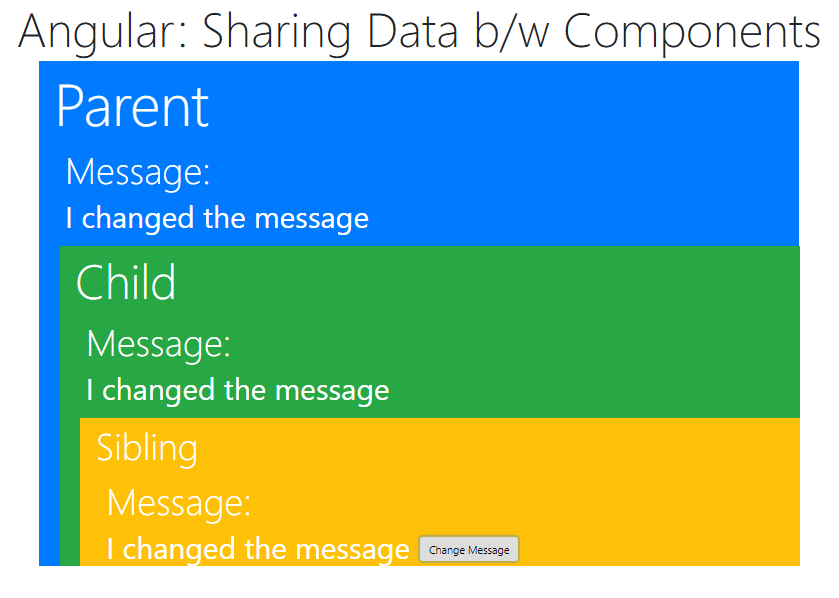 Angular: Sharing Data b/w Components
Parent
Message:
I changed the message
Child
Message:
I changed the message
Sibling
Message:
I changed the message Change Message